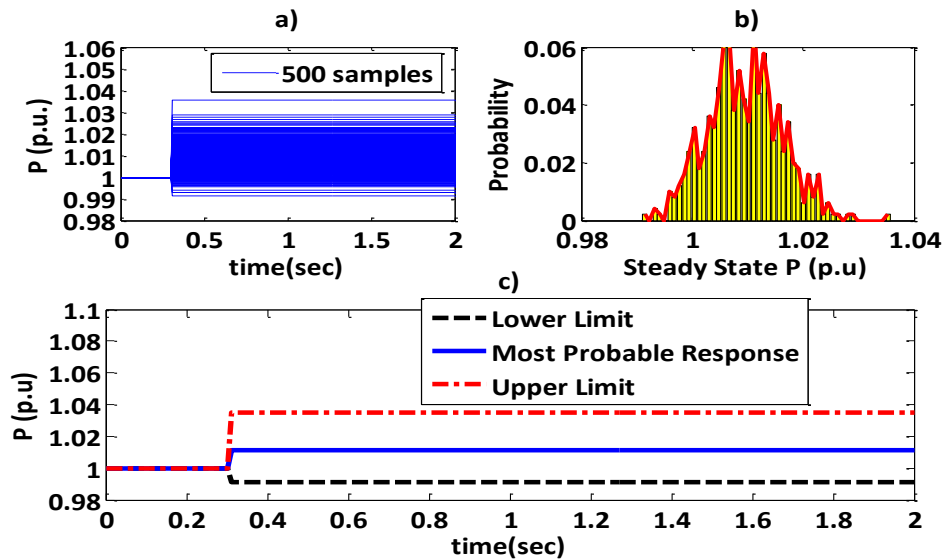 a)
1.06
1.05
1.04
1.03
1.02
1.01
1
0.99
0.98
P (p.u.)
500 samples
0 0.5 1 1.5 2
time(sec)
b)
0.06
0.04
0.02
0
Probability
0.98 1 1.02 1.04
Steady State P (p.u)
c)
1.1
1.08
1.06
1.04
1.02
1
0.98
P (p.u)
Lower Limit
Most Probable Response
Upper Limit
0 0.2 0.4 0.6 0.8 1 1.2 1.4 1.6 1.8 2
time(sec)